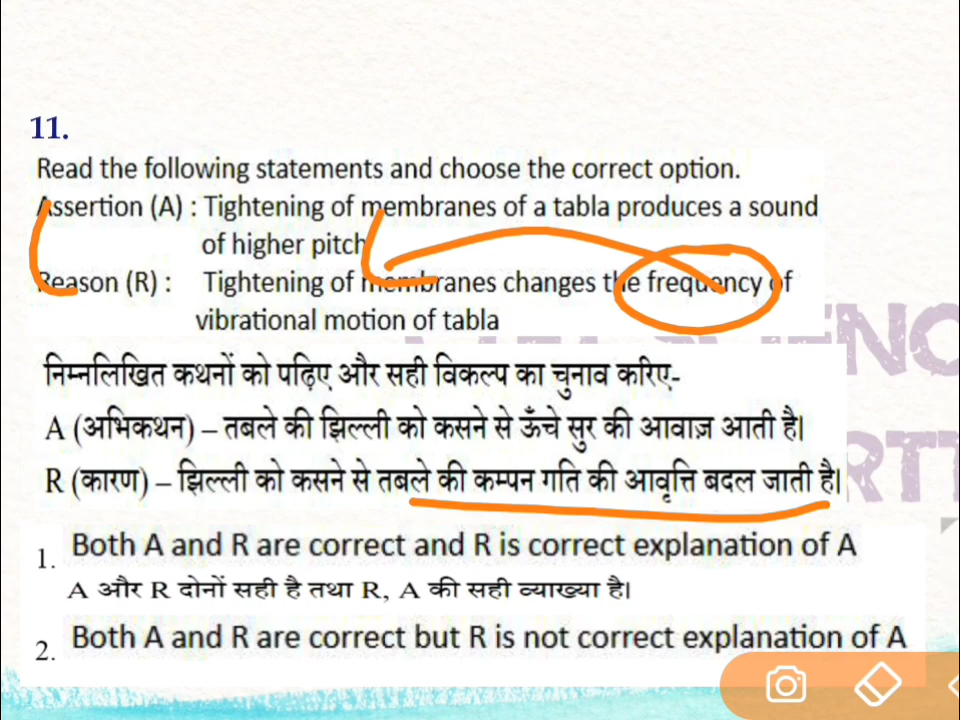 11.
Read the following statements and choose the correct option.
Assertion (A) : Tightening of membranes of a tabla produces a sound
of higher pitch
Reason (R) : Tightening of membranes changes the frequency of
vibrational motion of tabla
निम्नलिखित कथनों को पढ़िए और सही विकल्प का चुनाव करिए-
A (अभिकथन) – तबले की झिल्ली को कसने से ऊँचे सुर की आवाज़ आती है।
R (कारण) – झिल्ली को कसने से तबले की कम्पन गति की आवृत्ति बदल जाती है।
1. Both A and R are correct and R is correct explanation of A
A और R दोनों सही है तथा R, A की सही व्याख्या है।
2. Both A and R are correct but R is not correct explanation of A